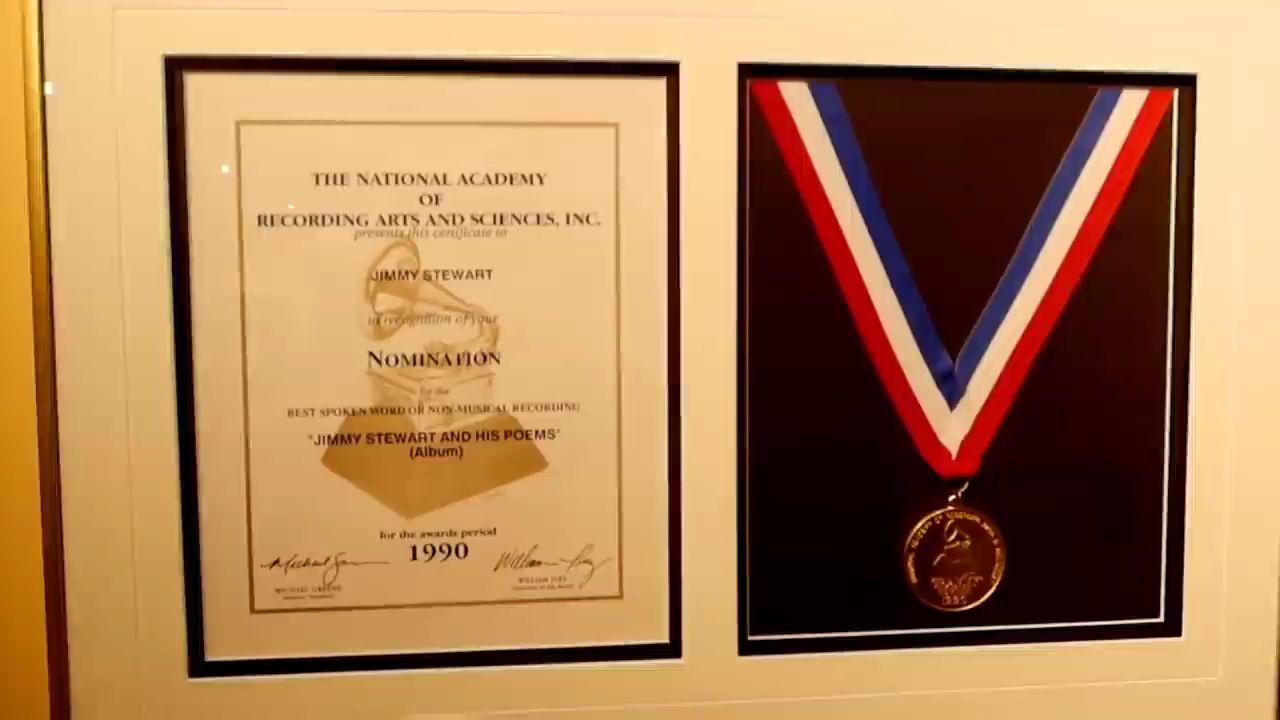 THE NATIONAL ACADEMY
OF
RECORDING ARTS AND SCIENCES, INC.
presents this certificate to
JIMMY STEWART
in recognition of your
NOMINATION
for the
BEST SPOKEN WORD OR NON-MUSICAL RECORDING
"JIMMY STEWART AND HIS POEMS"
(Album)
for the awards period
1990
MICHAEL GREENE